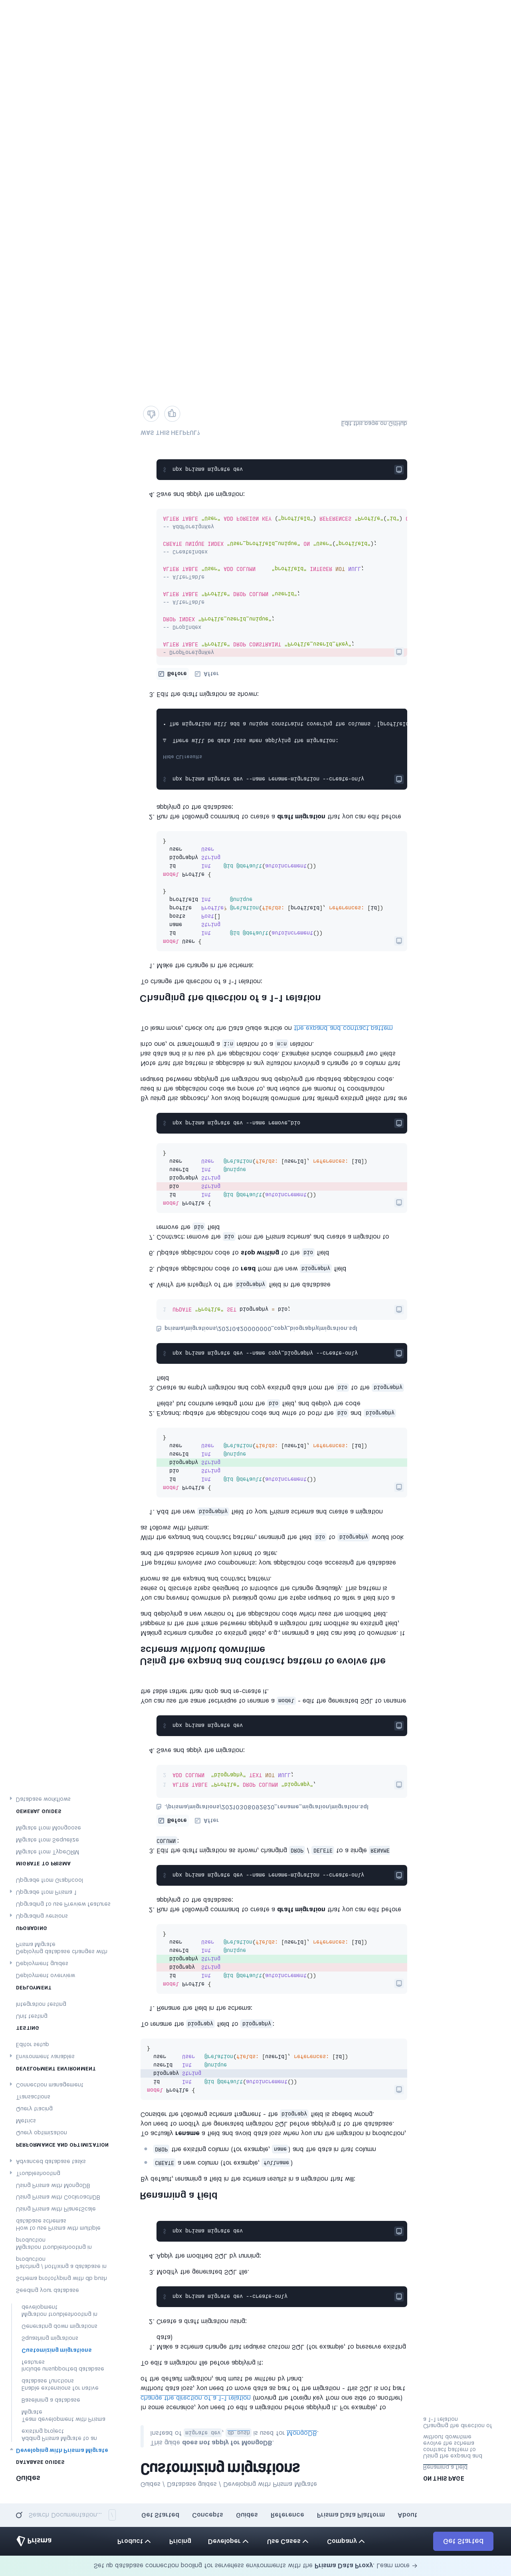 Set up database connection pooling for serverless environments with the Prisma Data Proxy. Learn more →
Prisma
Product
Pricing
Developer
Use Cases
Company
Get Started
Search Documentation...
/
Get Started
Concepts
Guides
Reference
Prisma Data Platform
About
Guides
DATABASE GUIDES
Developing with Prisma Migrate
Adding Prisma Migrate to an
existing project
Team development with Prisma
Migrate
Baselining a database
Enable extensions for native
database functions
Include unsupported database
features
Customizing migrations
Squashing migrations
Generating down migrations
Migration troubleshooting in
development
Seeding your database
Schema prototyping with db push
Patching / hotfixing a database in
production
Migration troubleshooting in
production
How to use Prisma with multiple
database schemas
Using Prisma with PlanetScale
Using Prisma with CockroachDB
Using Prisma with MongoDB
Troubleshooting
Advanced database tasks
PERFORMANCE AND OPTIMIZATION
Query optimization
Metrics
Query tracing
Transactions
Connection management
DEVELOPMENT ENVIRONMENT
Environment variables
Editor setup
TESTING
Unit testing
Integration testing
DEPLOYMENT
Deployment overview
Deployment guides
Deploying database changes with
Prisma Migrate
UPGRADING
Upgrading versions
Upgrading to use Preview features
Upgrade from Prisma 1
Upgrade from Graphcool
MIGRATE TO PRISMA
Migrate from TypeORM
Migrate from Sequelize
Migrate from Mongoose
GENERAL GUIDES
Database workflows
Guides / Database guides / Developing with Prisma Migrate
Customizing migrations
This guide does not apply for MongoDB.
Instead of migrate dev, db push is used for MongoDB.
In some scenarios, you need to edit a migration before applying it. For example, to
change the direction of a 1-1 relation (moving the foreign key from one side to another)
without data loss, you need to move data as part of the migration - this SQL is not part
of the default migration, and must be written by hand.
To edit a migration file before applying it:
1. Make a schema change that requires custom SQL (for example, to preserve existing
data)
2. Create a draft migration using:
npx prisma migrate dev --create-only
3. Modify the generated SQL file.
4. Apply the modified SQL by running:
npx prisma migrate dev
Renaming a field
By default, renaming a field in the schema results in a migration that will:
CREATE a new column (for example, fullname)
DROP the existing column (for example, name) and the data in that column
To actually rename a field and avoid data loss when you run the migration in production,
you need to modify the generated migration SQL before applying it to the database.
Consider the following schema fragment - the biograpy field is spelled wrong.
model Profile {
id Int @id @default(autoincrement())
biograpy String
userId Int @unique
user User @relation(fields: [userId], references: [id])
}
To rename the biograpy field to biography:
1. Rename the field in the schema:
model Profile {
id Int @id @default(autoincrement())
biograpy String
biography String
userId Int @unique
user User @relation(fields: [userId], references: [id])
}
2. Run the following command to create a draft migration that you can edit before
applying to the database:
npx prisma migrate dev --name rename-migration --create-only
3. Edit the draft migration as shown, changing DROP / DELETE to a single RENAME
COLUMN:
Before
After
./prisma/migrations/20210308092620_rename_migration/migration.sql
1 ALTER TABLE "Profile" DROP COLUMN "biograpy",
2 ADD COLUMN "biography" TEXT NOT NULL;
4. Save and apply the migration:
npx prisma migrate dev
You can use the same technique to rename a model - edit the generated SQL to rename
the table rather than drop and re-create it.
Using the expand and contract pattern to evolve the
schema without downtime
Making schema changes to existing fields, e.g., renaming a field can lead to downtime. It
happens in the time frame between applying a migration that modifies an existing field,
and deploying a new version of the application code which uses the modified field.
You can prevent downtime by breaking down the steps required to alter a field into a
series of discrete steps designed to introduce the change gradually. This pattern is
known as the expand and contract pattern.
The pattern involves two components: your application code accessing the database
and the database schema you intend to alter.
With the expand and contract pattern, renaming the field bio to biography would look
as follows with Prisma:
1. Add the new biography field to your Prisma schema and create a migration
model Profile {
id Int @id @default(autoincrement())
bio String
biography String
userId Int @unique
user User @relation(fields: [userId], references: [id])
}
2. Expand: update the application code and write to both the bio and biography
fields, but continue reading from the bio field, and deploy the code
3. Create an empty migration and copy existing data from the bio to the biography
field
npx prisma migrate dev --name copy_biography --create-only
prisma/migrations/20210420000000_copy_biography/migration.sql
1 UPDATE "Profile" SET biography = bio;
4. Verify the integrity of the biography field in the database
5. Update application code to read from the new biography field
6. Update application code to stop writing to the bio field
7. Contract: remove the bio from the Prisma schema, and create a migration to
remove the bio field
model Profile {
id Int @id @default(autoincrement())
bio String
biography String
userId Int @unique
user User @relation(fields: [userId], references: [id])
}
npx prisma migrate dev --name remove_bio
By using this approach, you avoid potential downtime that altering existing fields that are
used in the application code are prone to, and reduce the amount of coordination
required between applying the migration and deploying the updated application code.
Note that this pattern is applicable in any situation involving a change to a column that
has data and is in use by the application code. Examples include combining two fields
into one, or transforming a 1:n relation to a m:n relation.
To learn more, check out the Data Guide article on the expand and contract pattern
Changing the direction of a 1-1 relation
To change the direction of a 1-1 relation:
1. Make the change in the schema:
model User {
id Int @id @default(autoincrement())
name String
posts Post[]
profile Profile? @relation(fields: [profileId], references: [id])
profileId Int @unique
}
model Profile {
id Int @id @default(autoincrement())
biography String
user User
}
2. Run the following command to create a draft migration that you can edit before
applying to the database:
npx prisma migrate dev --name rename-migration --create-only
Hide CLI results
⚠ There will be data loss when applying the migration:
• The migration will add a unique constraint covering the columns `[profileId
3. Edit the draft migration as shown:
Before
After
- DropForeignKey
ALTER TABLE "Profile" DROP CONSTRAINT "Profile_userId_fkey";
-- DropIndex
DROP INDEX "Profile_userId_unique";
-- AlterTable
ALTER TABLE "Profile" DROP COLUMN "userId";
-- AlterTable
ALTER TABLE "User" ADD COLUMN "profileId" INTEGER NOT NULL;
-- CreateIndex
CREATE UNIQUE INDEX "User_profileId_unique" ON "User"("profileId");
-- AddForeignKey
ALTER TABLE "User" ADD FOREIGN KEY ("profileId") REFERENCES "Profile"("id")
4. Save and apply the migration:
npx prisma migrate dev
WAS THIS HELPFUL?
Edit this page on GitHub
ON THIS PAGE
Renaming a field
Using the expand and
contract pattern to
evolve the schema
without downtime
Changing the direction of
a 1-1 relation